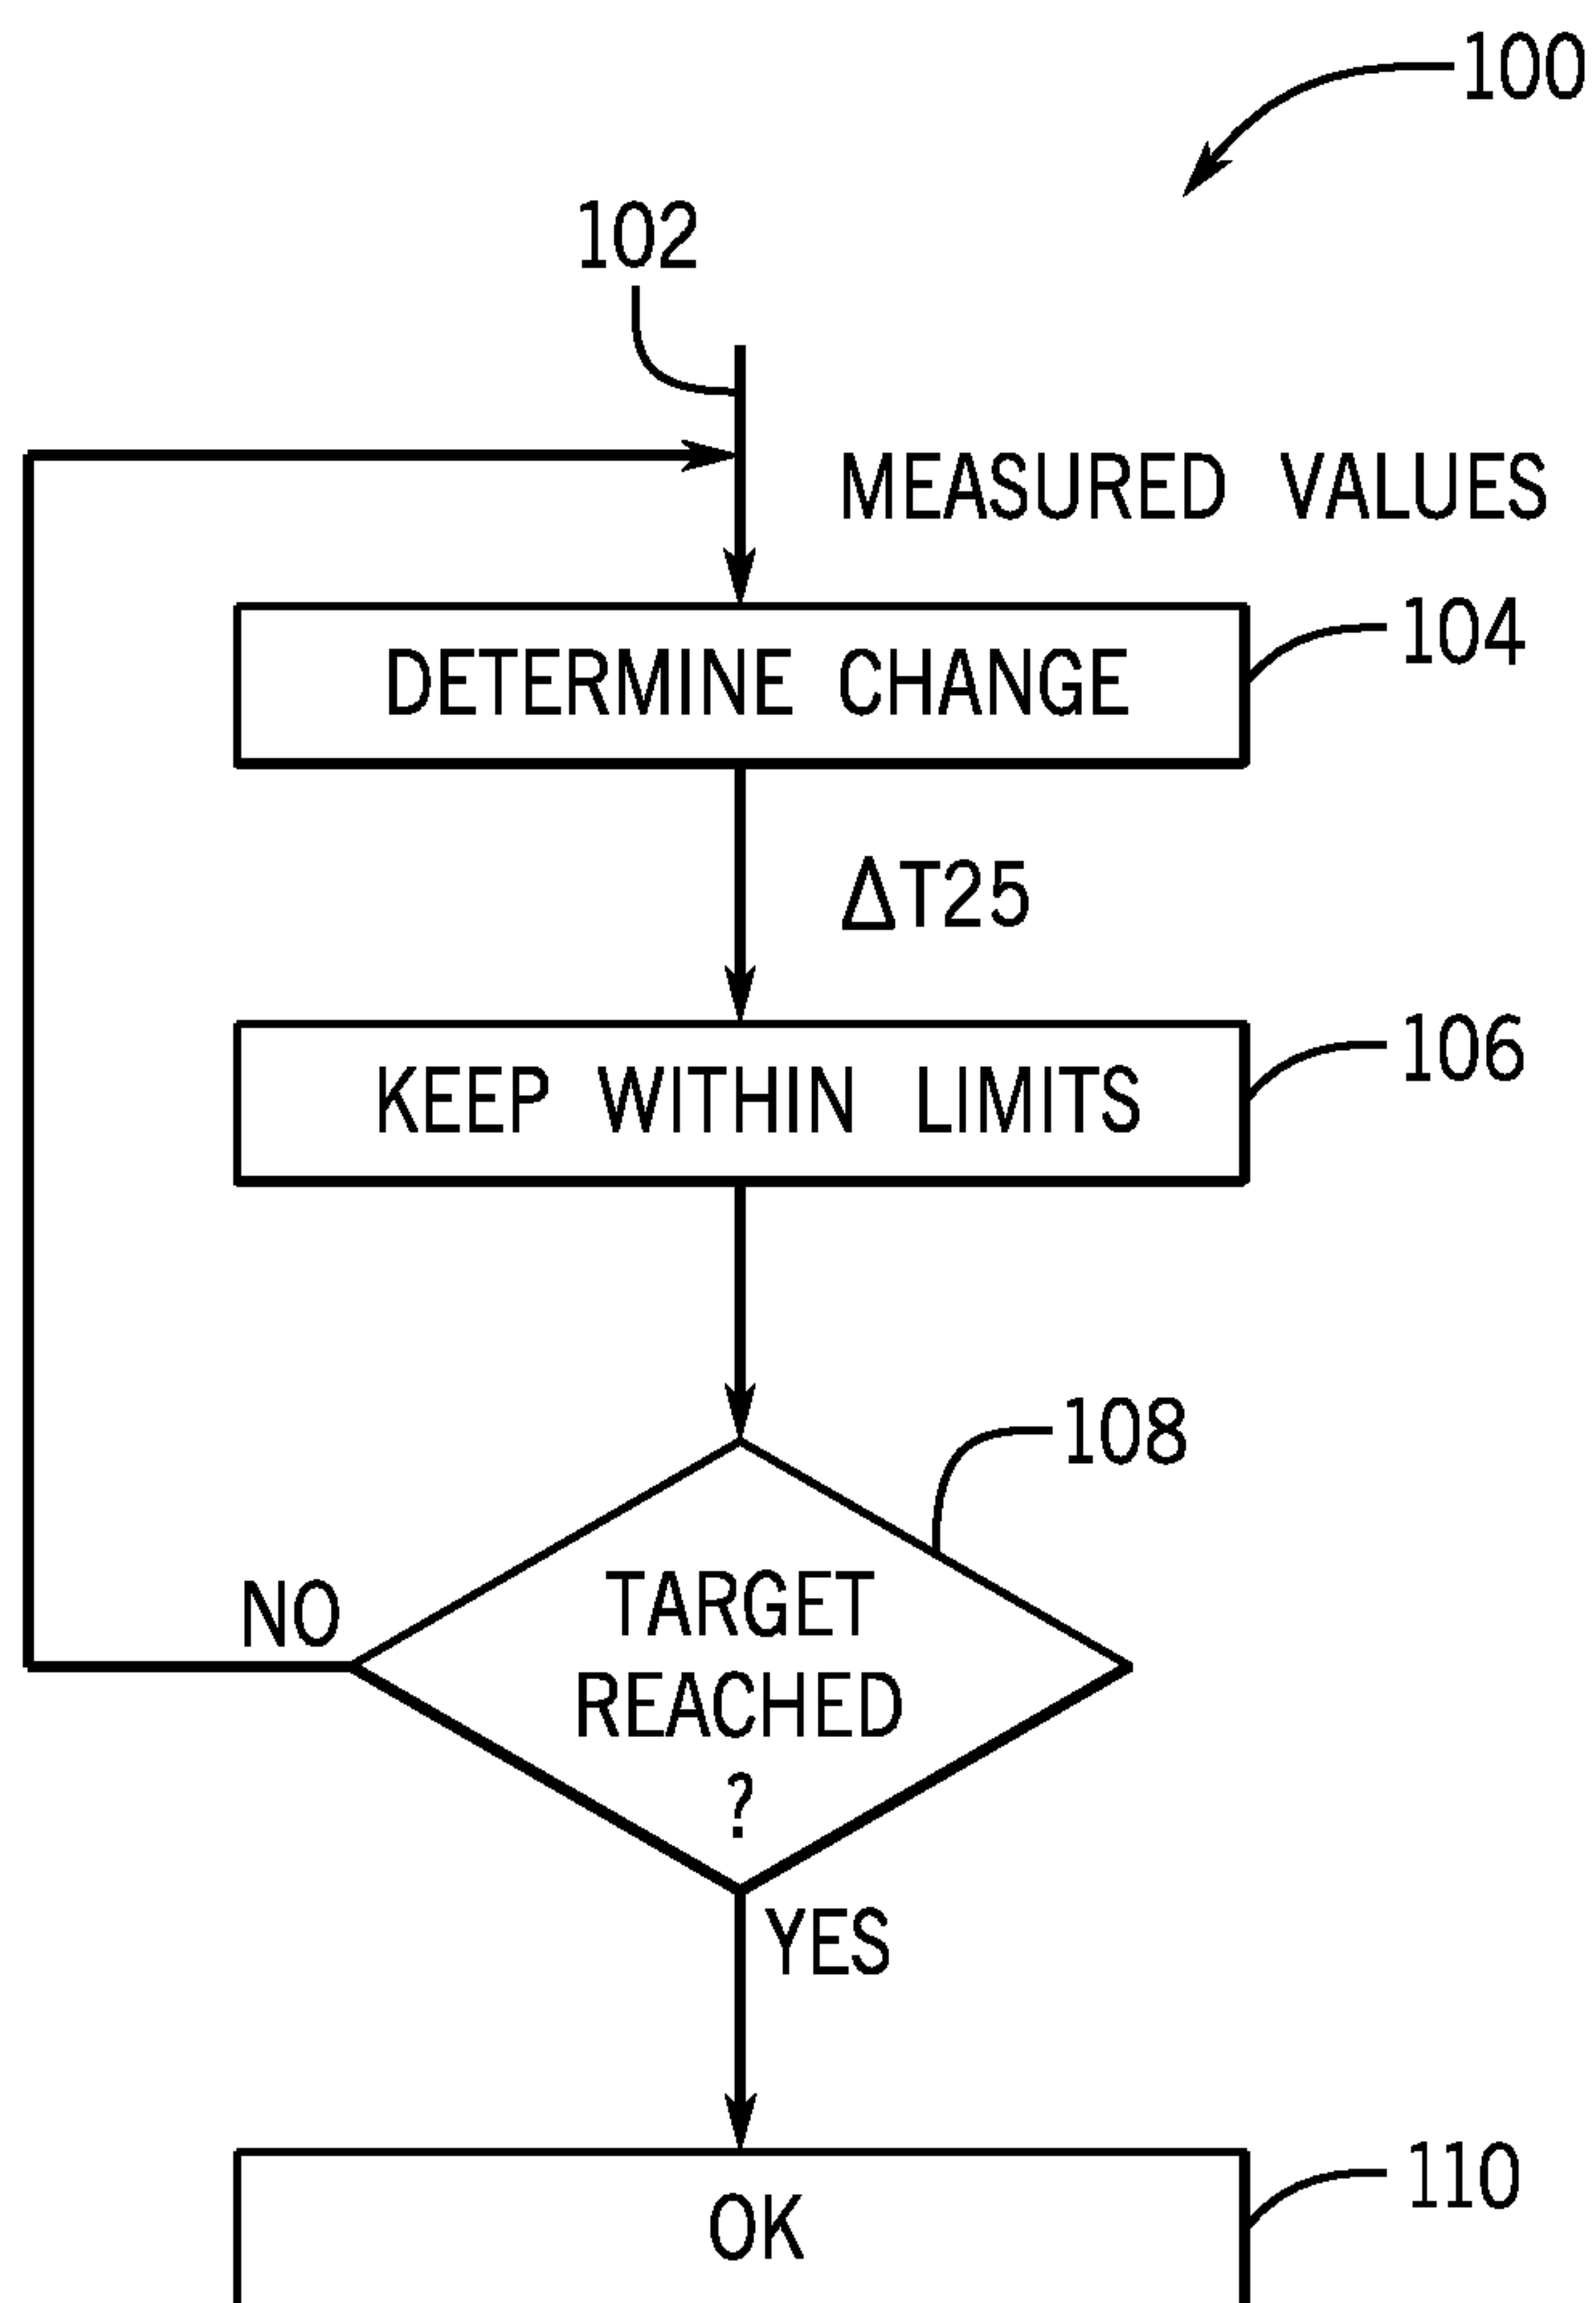 100
102
MEASURED VALUES
DETERMINE CHANGE
104
ΔT25
KEEP WITHIN LIMITS
106
108
TARGET
REACHED
?
NO
YES
OK
110